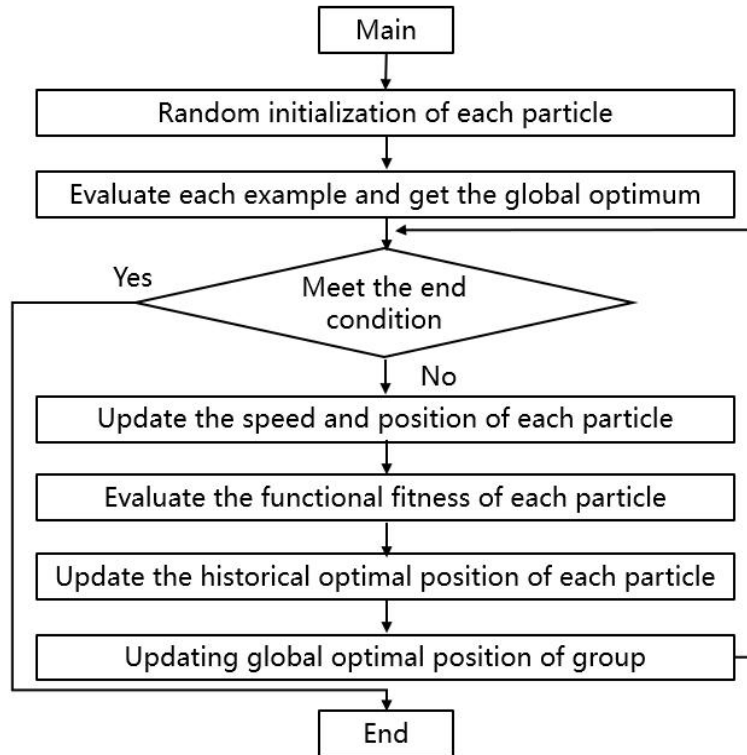 Main
Random initialization of each particle
Evaluate each example and get the global optimum
Yes
Meet the end
condition
No
Update the speed and position of each particle
Evaluate the functional fitness of each particle
Update the historical optimal position of each particle
Updating global optimal position of group
End